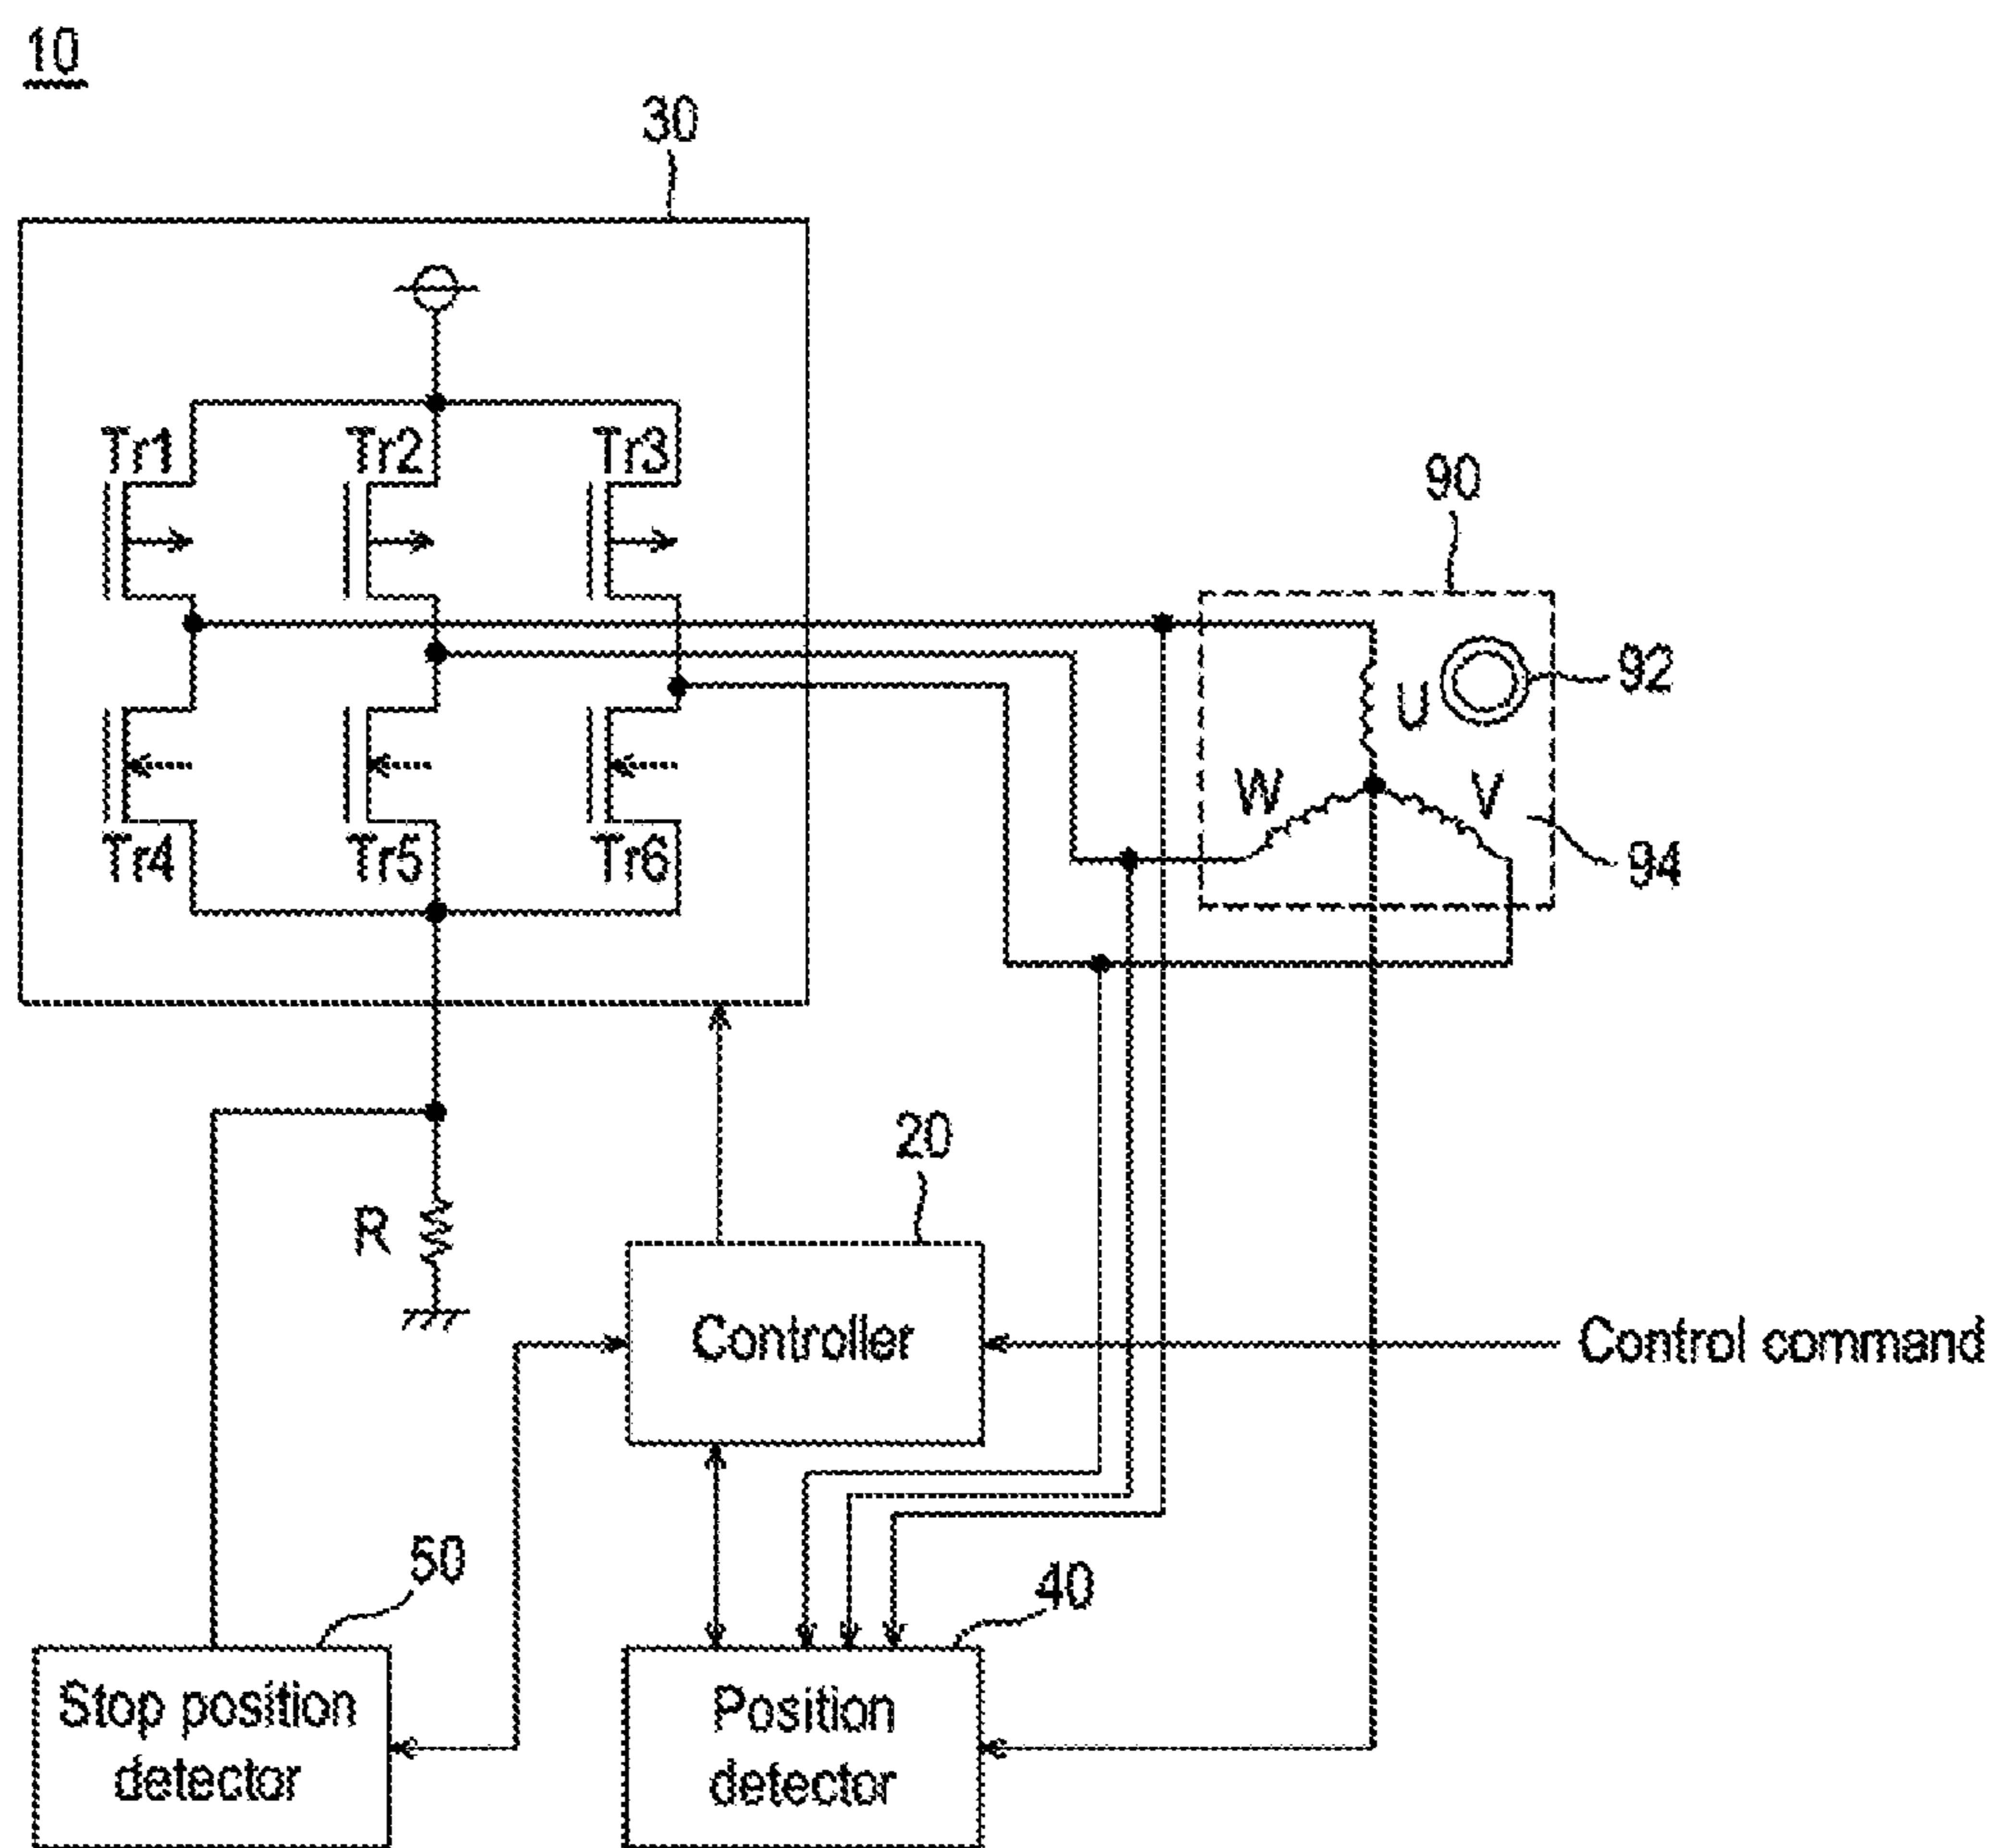 10
30
Tr1 Tr2 Tr3
90
92
U
W V
Tr4 Tr5 Tr6
94
20
R
Controller
Control command
50
40
Stop position
detector
Position
detector